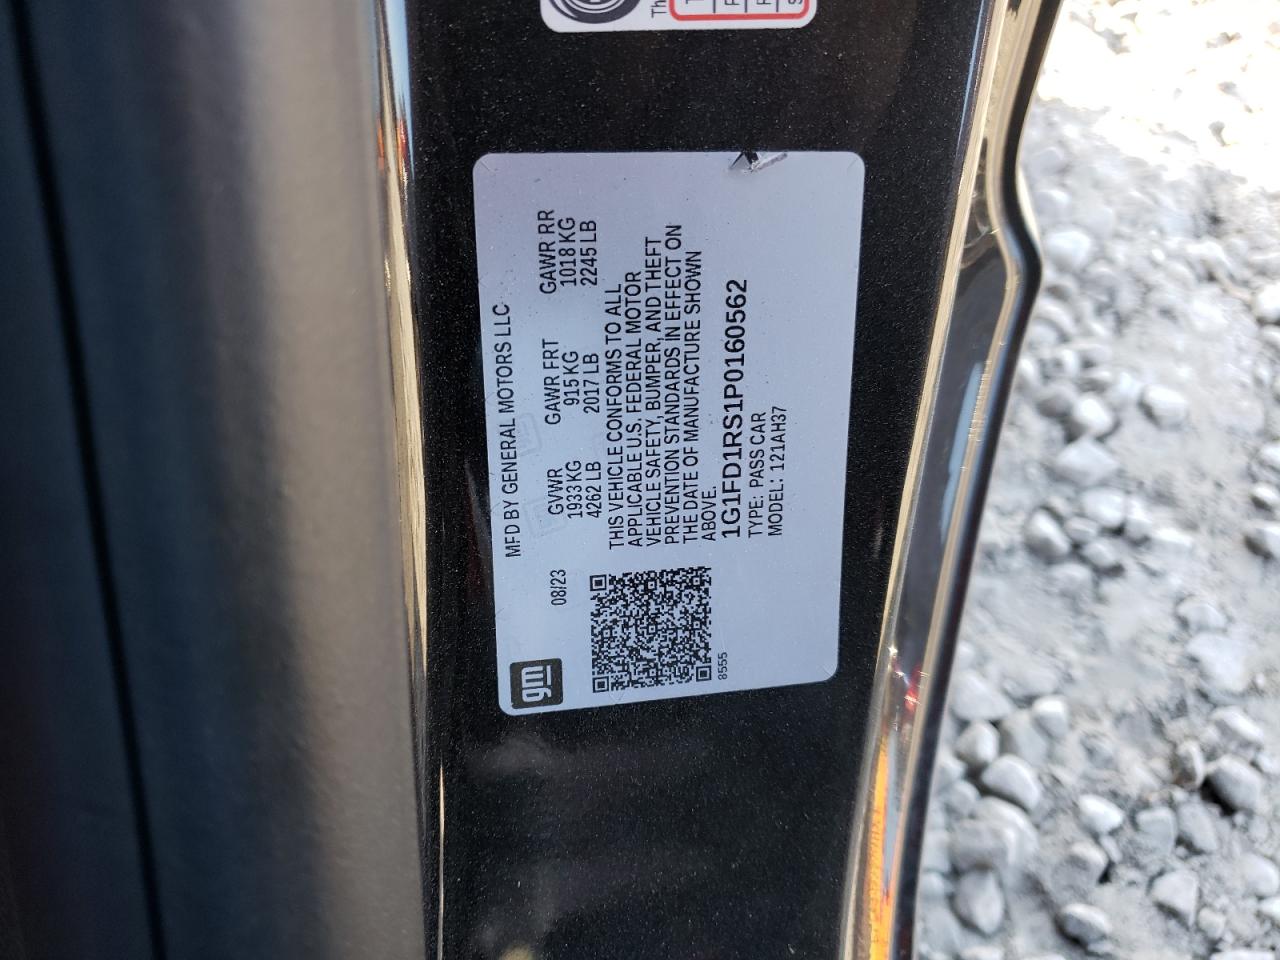 MFD BY GENERAL MOTORS LLC
08/23
GVWR GAWR FRT GAWR RR
1933 KG 915 KG 1018 KG
4262 LB 2017 LB 2245 LB
THIS VEHICLE CONFORMS TO ALL
APPLICABLE U.S. FEDERAL MOTOR
VEHICLE SAFETY, BUMPER, AND THEFT
PREVENTION STANDARDS IN EFFECT ON
THE DATE OF MANUFACTURE SHOWN
ABOVE.
1G1FD1RS1P0160562
TYPE: PASS CAR
MODEL: 121AH37
gm
8555